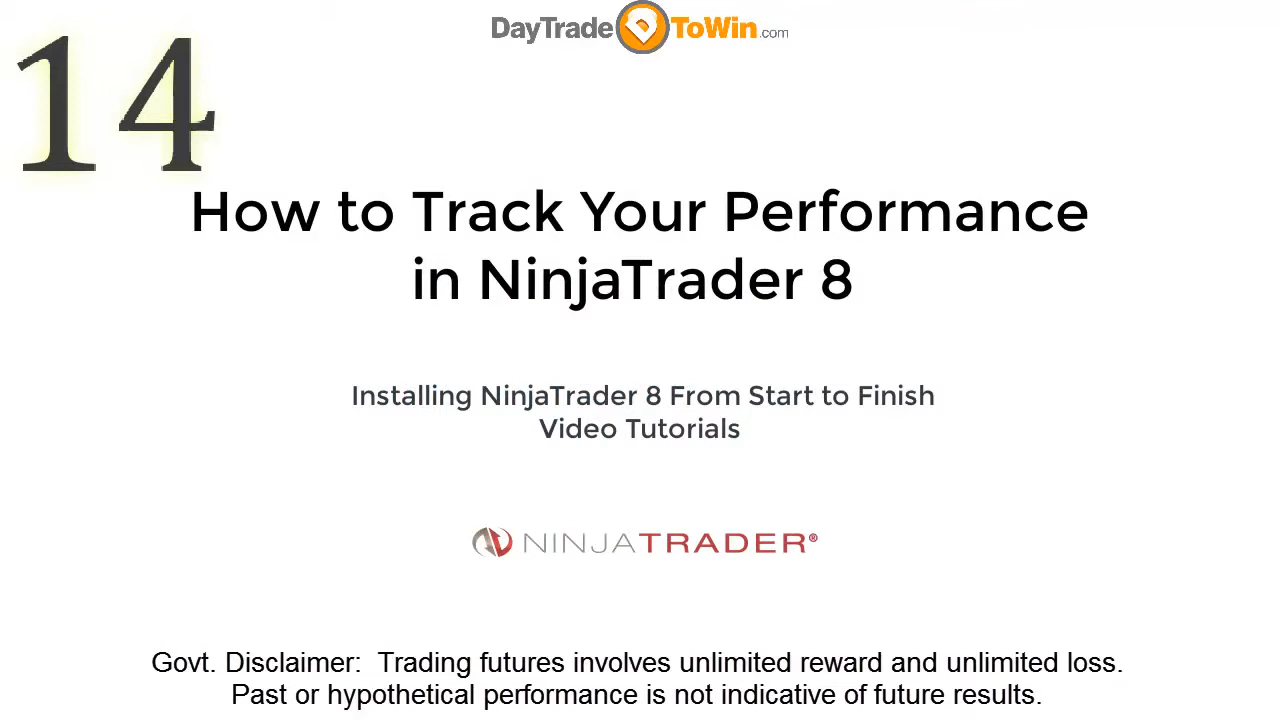 DayTradeToWin.com
14
How to Track Your Performance
in NinjaTrader 8
Installing NinjaTrader 8 From Start to Finish
Video Tutorials
NINJATRADER®
Govt. Disclaimer:  Trading futures involves unlimited reward and unlimited loss.
Past or hypothetical performance is not indicative of future results.